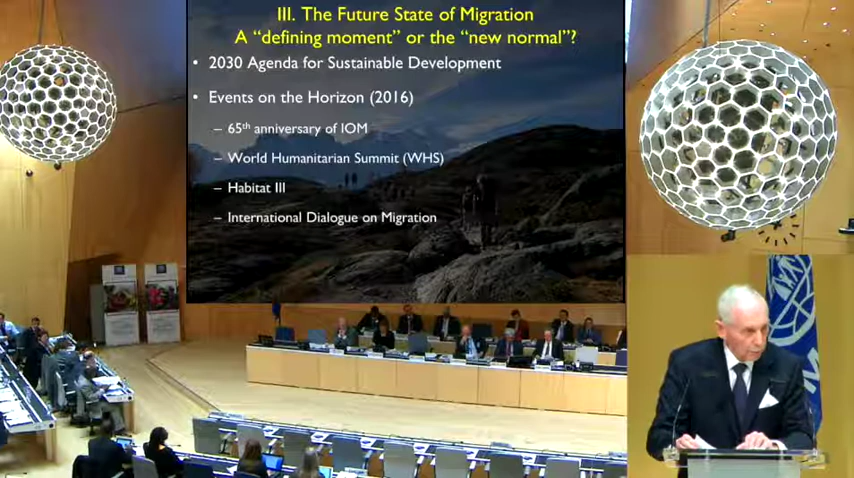 III. The Future State of Migration
A “defining moment” or the “new normal”?
• 2030 Agenda for Sustainable Development
• Events on the Horizon (2016)
– 65th anniversary of IOM
– World Humanitarian Summit (WHS)
– Habitat III
– International Dialogue on Migration